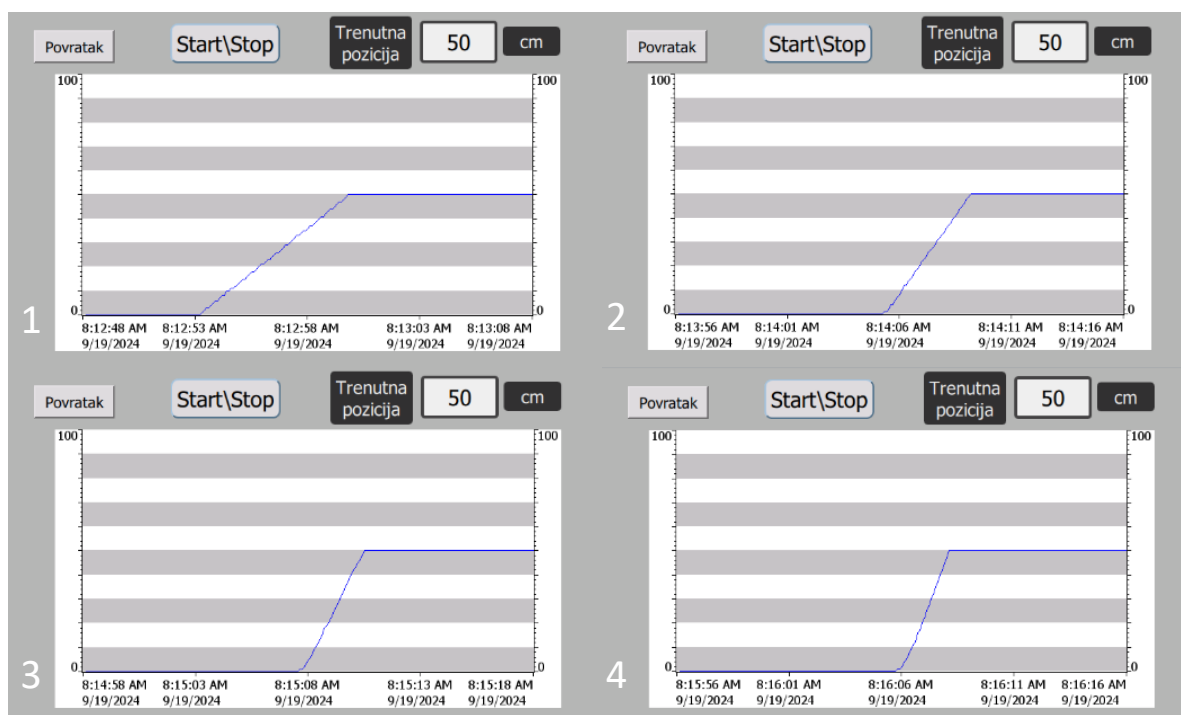 Povratak
Start\Stop
Trenutna
pozicija
50
cm
100
100
0
0
1
8:12:48 AM 8:12:53 AM 8:12:58 AM 8:13:03 AM 8:13:08 AM
9/19/2024 9/19/2024 9/19/2024 9/19/2024 9/19/2024
Povratak
Start\Stop
Trenutna
pozicija
50
cm
100
100
0
0
2
8:13:56 AM 8:14:01 AM 8:14:06 AM 8:14:11 AM 8:14:16 AM
9/19/2024 9/19/2024 9/19/2024 9/19/2024 9/19/2024
Povratak
Start\Stop
Trenutna
pozicija
50
cm
100
100
0
0
3
8:14:58 AM 8:15:03 AM 8:15:08 AM 8:15:13 AM 8:15:18 AM
9/19/2024 9/19/2024 9/19/2024 9/19/2024 9/19/2024
Povratak
Start\Stop
Trenutna
pozicija
50
cm
100
100
0
0
4
8:15:56 AM 8:16:01 AM 8:16:06 AM 8:16:11 AM 8:16:16 AM
9/19/2024 9/19/2024 9/19/2024 9/19/2024 9/19/2024